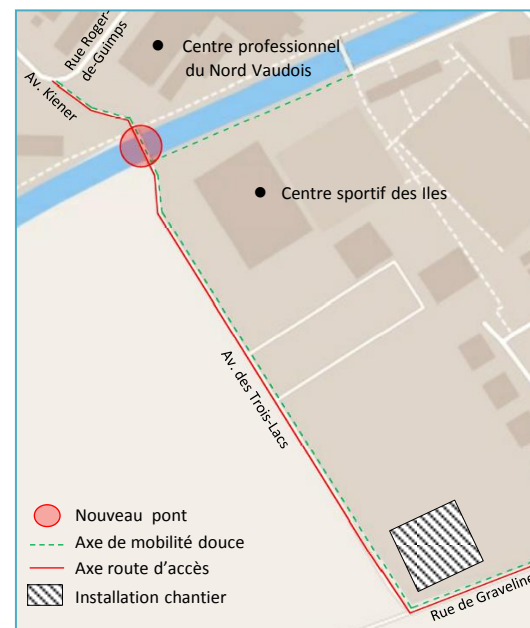 Rue Roger-
de-Guimps
Av. Kiener
Centre professionnel
du Nord Vaudois
Centre sportif des Iles
Av. des Trois-Lacs
Nouveau pont
Axe de mobilité douce
Axe route d'accès
Installation chantier
Rue de Graveline